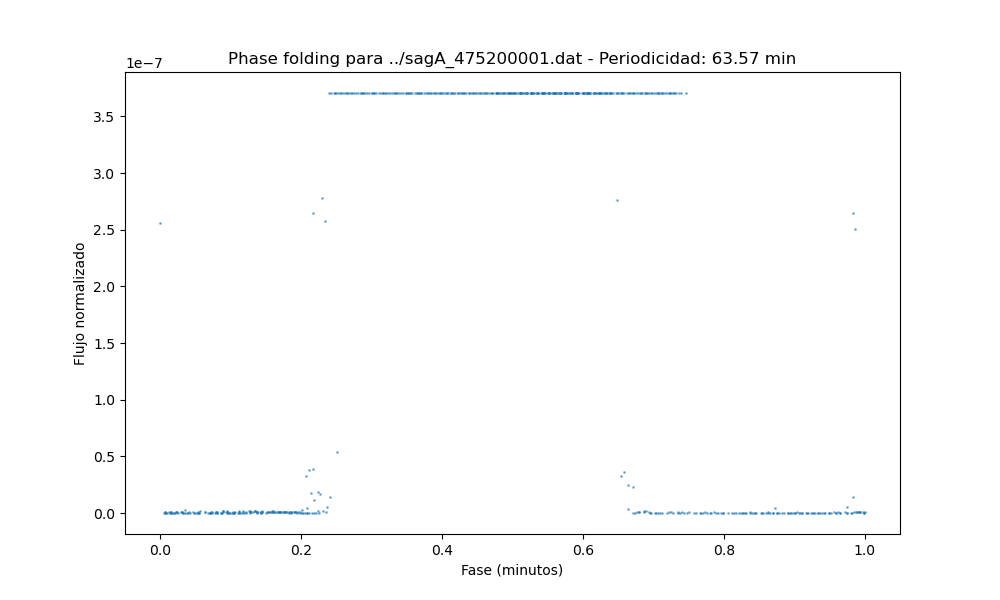 Phase folding para ../sagA_475200001.dat - Periodicidad: 63.57 min
1e−7
3.5
3.0
2.5
2.0
1.5
1.0
0.5
0.0
Flujo normalizado
0.0 0.2 0.4 0.6 0.8 1.0
Fase (minutos)